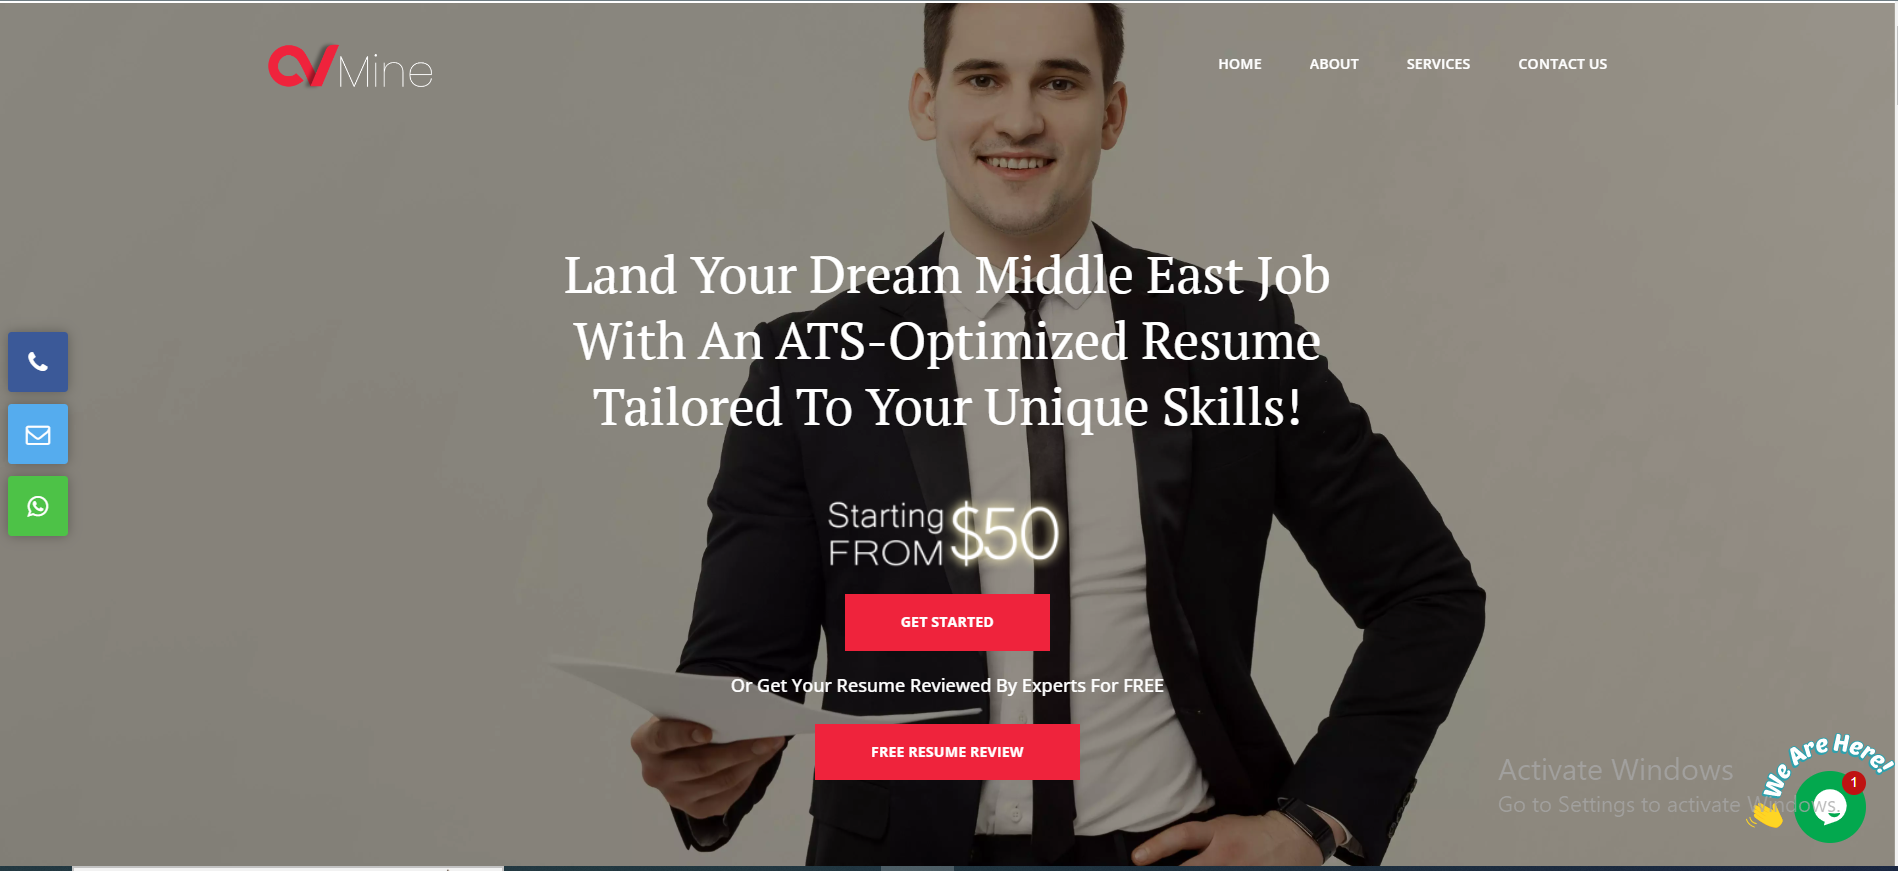 CVMine
HOME
ABOUT
SERVICES
CONTACT US
Land Your Dream Middle East Job
With An ATS-Optimized Resume
Tailored To Your Unique Skills!
Starting
FROM
$50
GET STARTED
Or Get Your Resume Reviewed By Experts For FREE
FREE RESUME REVIEW
Activate Windows
Go to Settings to activate Windows.
We Are Here!
1